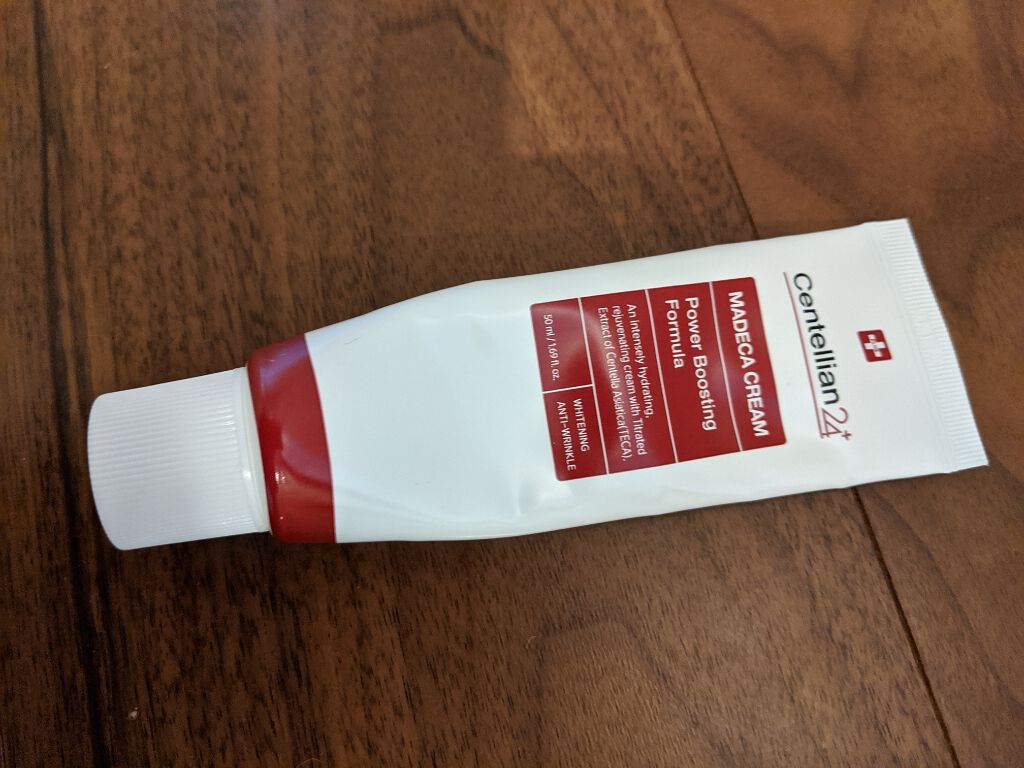 Centellian24+
MADECA CREAM
Power Boosting
Formula
An intensely hydrating,
rejuvenating cream with Titrated
Extract of Centella Asiatica(TECA).
50 ml / 1.69 fl. oz.
WHITENING
ANTI-WRINKLE